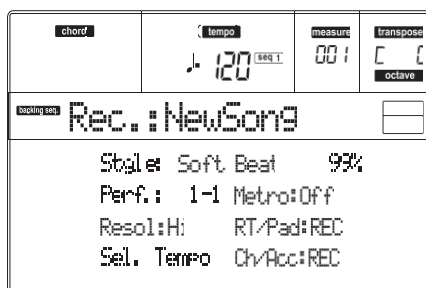 chord tempo measure transpose
120 seq 1 001 C
octave
backing seq. Rec.:NewSong
Style: Soft Beat 99%
Perf.: 1-1 Metro:Off
Resol:Hi RT/Pad:REC
Sel. Tempo Ch/Acc:REC